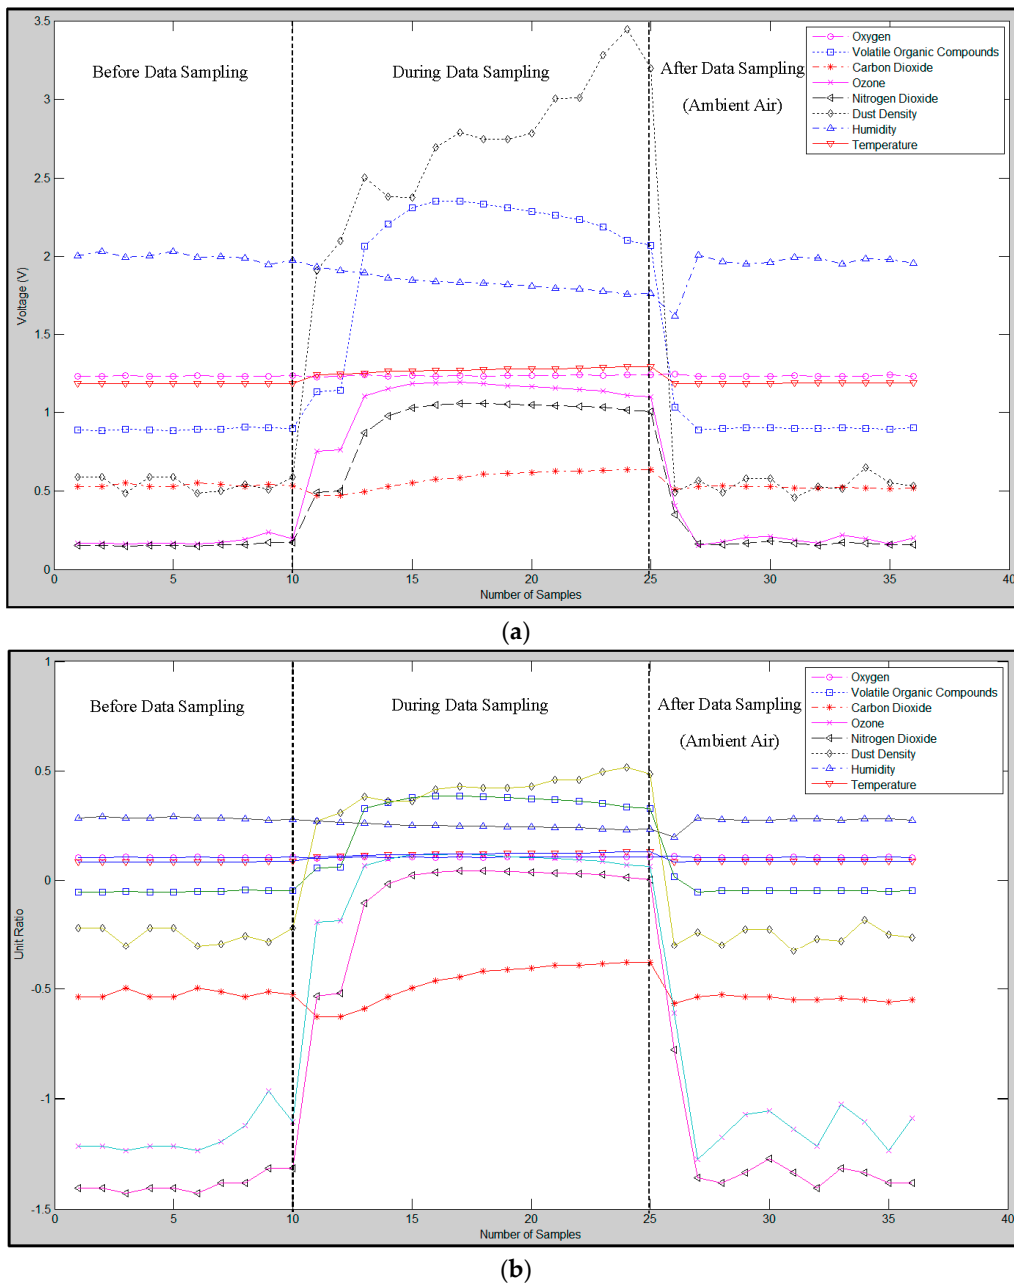 3.5
3
2.5
2
1.5
1
0.5
0
Voltage (V)
Before Data Sampling
During Data Sampling
After Data Sampling
(Ambient Air)
Oxygen
Volatile Organic Compounds
Carbon Dioxide
Ozone
Nitrogen Dioxide
Dust Density
Humidity
Temperature
0 5 10 15 20 25 30 35 40
Number of Samples
(a)
1
0.5
0
-0.5
-1
-1.5
Unit Ratio
Before Data Sampling
During Data Sampling
After Data Sampling
(Ambient Air)
Oxygen
Volatile Organic Compounds
Carbon Dioxide
Ozone
Nitrogen Dioxide
Dust Density
Humidity
Temperature
0 5 10 15 20 25 30 35 40
Number of Samples
(b)